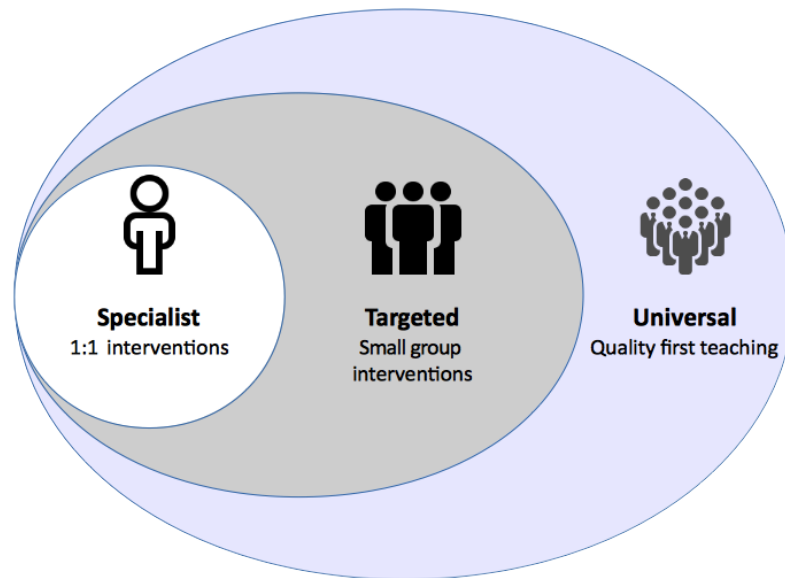 Specialist
1:1 interventions
Targeted
Small group
interventions
Universal
Quality first teaching